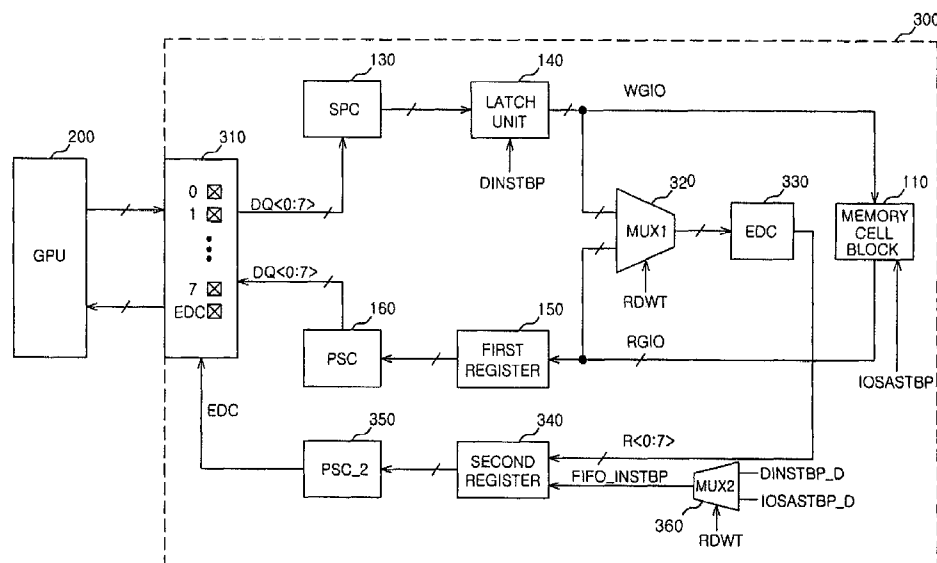 300
130
140
SPC
LATCH
UNIT
WGIO
200
310
DINSTBP
0
1
7
EDC
GPU
DQ<0:7>
320
MUX1
330
EDC
110
MEMORY
CELL
BLOCK
DQ<0:7>
RDWT
160
PSC
150
FIRST
REGISTER
RGIO
IOSASTBP
EDC
350
PSC_2
340
SECOND
REGISTER
R<0:7>
FIFO_INSTBP
MUX2
DINSTBP_D
IOSASTBP_D
360
RDWT